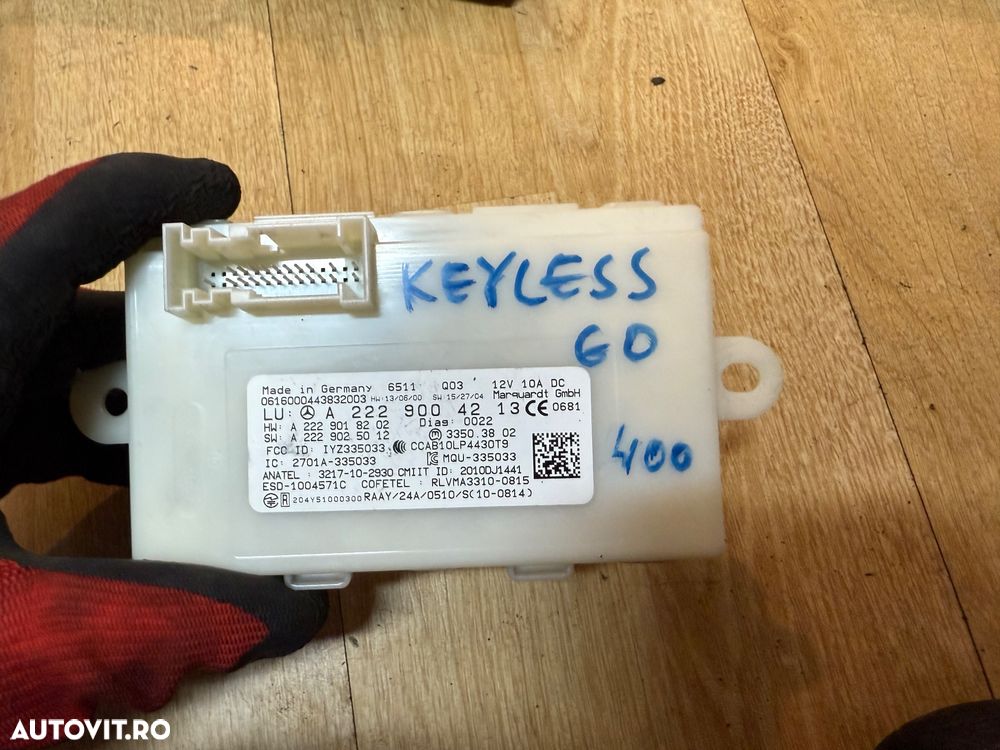 KEYLESS
GO
400
Made in Germany 6511 Q03 12V 10A DC
0616000443832003 HW:13/06/00 SW:15/27/04 Marquardt GmbH
LU: A 222 900 42 13 CE 0681
HW: A 222 901 82 02 Diag: 0022
SW: A 222 902 50 12 3350.38 02
FCC ID: IYZ335033 CCAB10LP4430T9
IC: 2701A-335033 MQU-335033
ANATEL : 3217-10-2930 CMIIT ID: 2010DJ1441
ESD-1004571C COFETEL : RLVMA3310-0815
R 204Y51000300 RAAY/24A/0510/S(10-0814)
AUTOVIT.RO